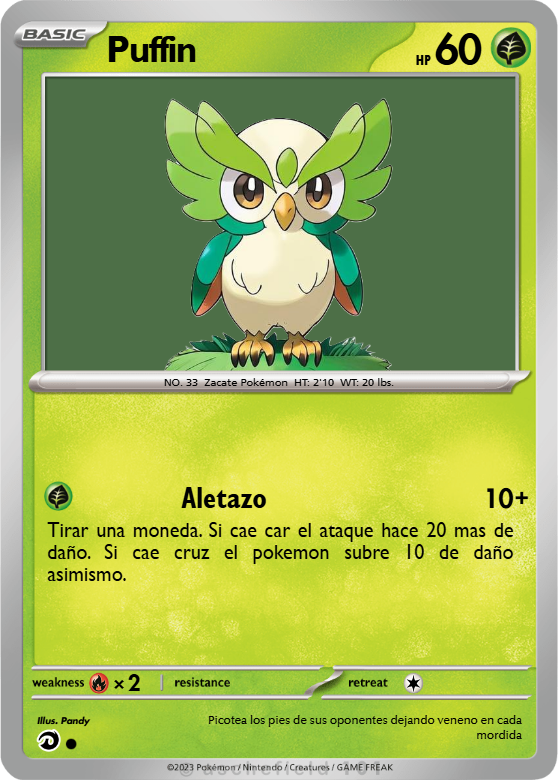 BASIC Puffin HP 60
NO. 33 Zacate Pokémon HT: 2'10 WT: 20 lbs.
Aletazo 10+
Tirar una moneda. Si cae car el ataque hace 20 mas de
daño. Si cae cruz el pokemon subre 10 de daño
asimismo.
weakness ×2 resistance retreat
Illus. Pandy
Picotea los pies de sus oponentes dejando veneno en cada
mordida
©2023 Pokémon / Nintendo / Creatures / GAME FREAK